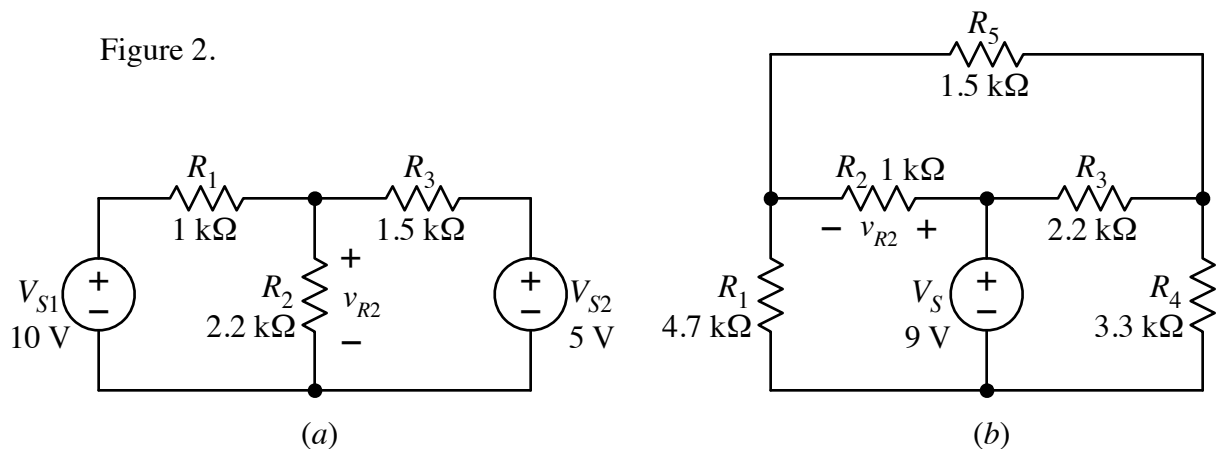 Figure 2.
R1
1 kΩ
R3
1.5 kΩ
VS1
10 V
+
−
R2
2.2 kΩ
+
vR2
−
+
−
VS2
5 V
(a)
R5
1.5 kΩ
R2 1 kΩ
− vR2 +
R3
2.2 kΩ
R1
4.7 kΩ
VS
9 V
+
−
R4
3.3 kΩ
(b)